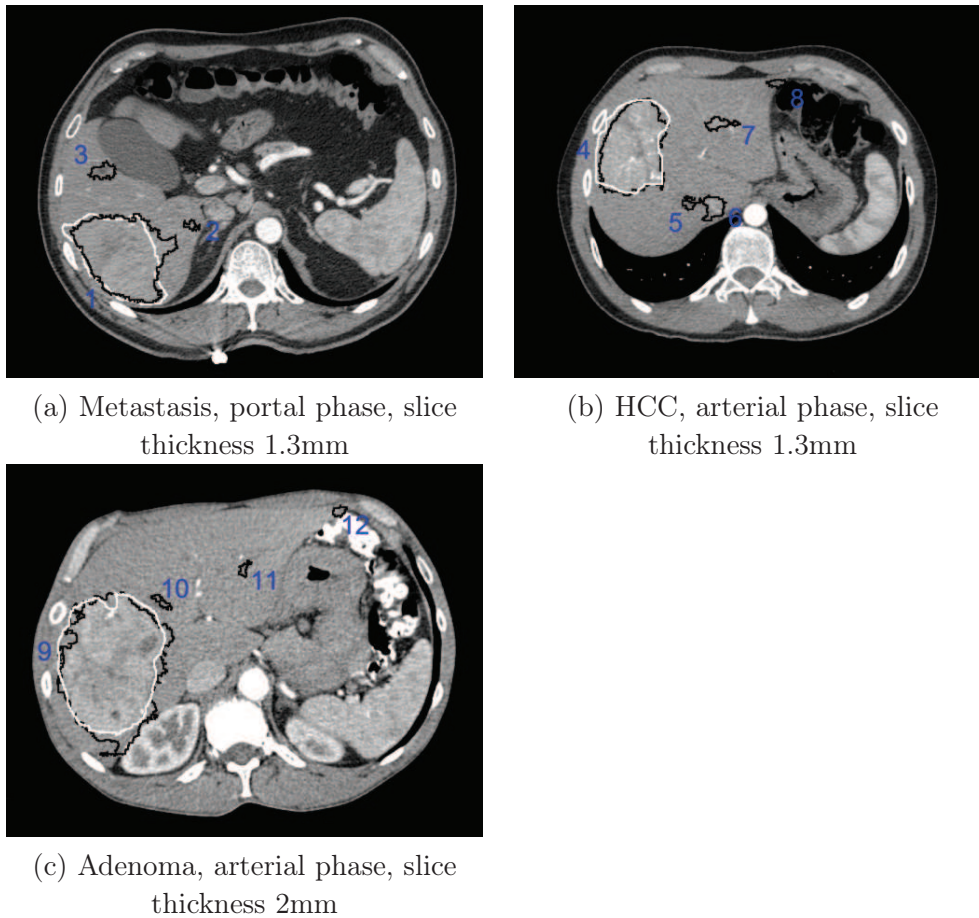 3
2
1
4
8
7
5
6
(a) Metastasis, portal phase, slice
thickness 1.3mm
(b) HCC, arterial phase, slice
thickness 1.3mm
12
11
10
9
(c) Adenoma, arterial phase, slice
thickness 2mm